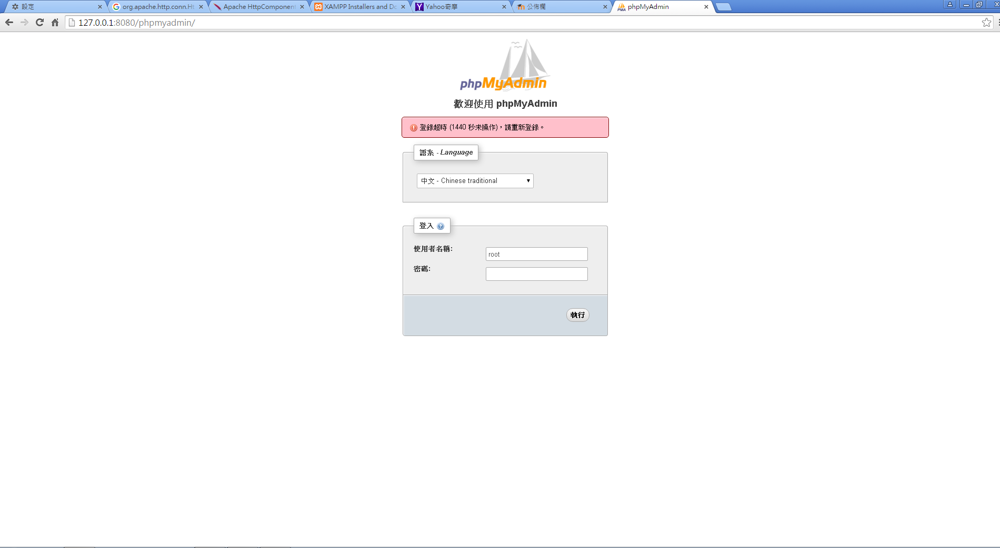 設定
org.apache.http.conn.Ht
Apache HttpComponent
XAMPP Installers and Do
Yahoo奇摩
公佈欄
phpMyAdmin
127.0.0.1:8080/phpmyadmin/
phpMyAdmin
歡迎使用 phpMyAdmin
登錄超時 (1440 秒未操作)，請重新登錄。
語系 - Language
中文 - Chinese traditional
登入
使用者名稱:
root
密碼:
執行